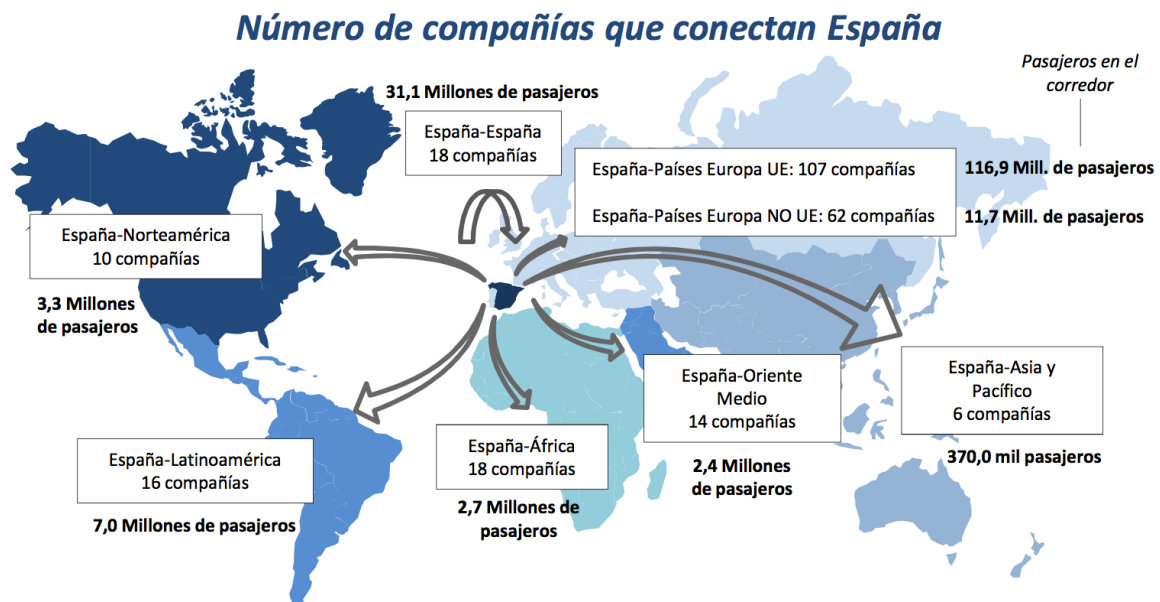 Número de compañías que conectan España
Pasajeros en el
corredor
31,1 Millones de pasajeros
España-España
18 compañías
España-Países Europa UE: 107 compañías
116,9 Mill. de pasajeros
España-Países Europa NO UE: 62 compañías
11,7 Mill. de pasajeros
España-Norteamérica
10 compañías
3,3 Millones
de pasajeros
España-Latinoamérica
16 compañías
7,0 Millones de pasajeros
España-África
18 compañías
2,7 Millones de
pasajeros
España-Oriente
Medio
14 compañías
2,4 Millones
de pasajeros
España-Asia y
Pacífico
6 compañías
370,0 mil pasajeros